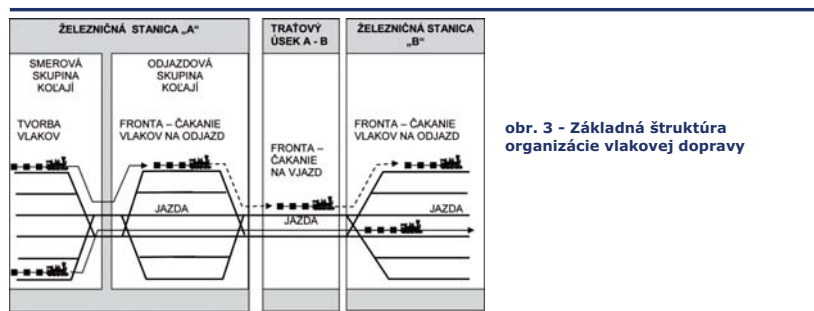 ŽELEZNIČNÁ STANICA „A"
TRAŤOVÝ
ÚSEK A - B
ŽELEZNIČNÁ STANICA
„B"
SMEROVÁ
SKUPINA
KOĽAJÍ
ODJAZDOVÁ
SKUPINA
KOĽAJÍ
TVORBA
VLAKOV
FRONTA – ČAKANIE
VLAKOV NA ODJAZD
FRONTA –
ČAKANIE
NA VJAZD
FRONTA – ČAKANIE
VLAKOV NA ODJAZD
JAZDA
JAZDA
JAZDA
obr. 3 - Základná štruktúra
organizácie vlakovej dopravy